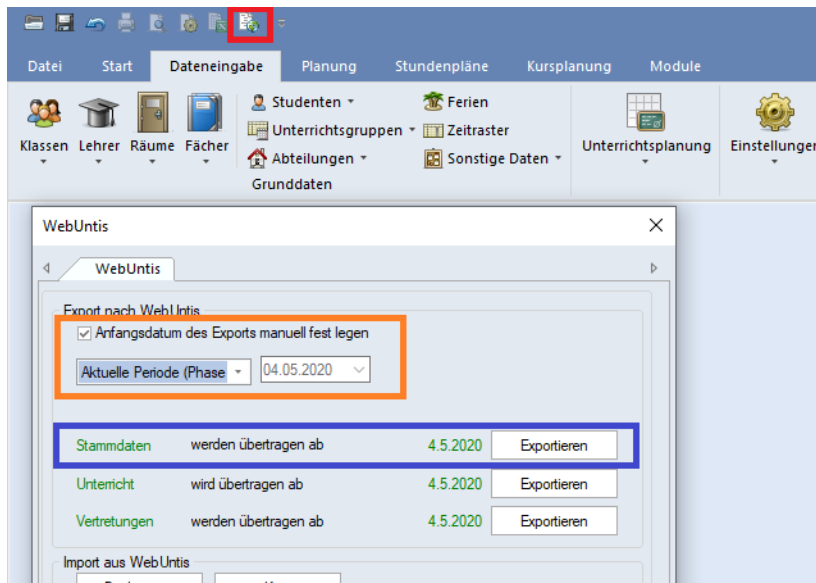 Datei Start Dateneingabe Planung Stundenpläne Kursplanung Module
Studenten Ferien
Unterrichtsgruppen Zeitraster
Klassen Lehrer Räume Fächer Unterrichtsplanung Einstellungen
Abteilungen Sonstige Daten
Grunddaten
WebUntis
WebUntis
Export nach WebUntis
Anfangsdatum des Exports manuell fest legen
Aktuelle Periode (Phase 04.05.2020
Stammdaten werden übertragen ab 4.5.2020 Exportieren
Unterricht wird übertragen ab 4.5.2020 Exportieren
Vertretungen werden übertragen ab 4.5.2020 Exportieren
Import aus WebUntis